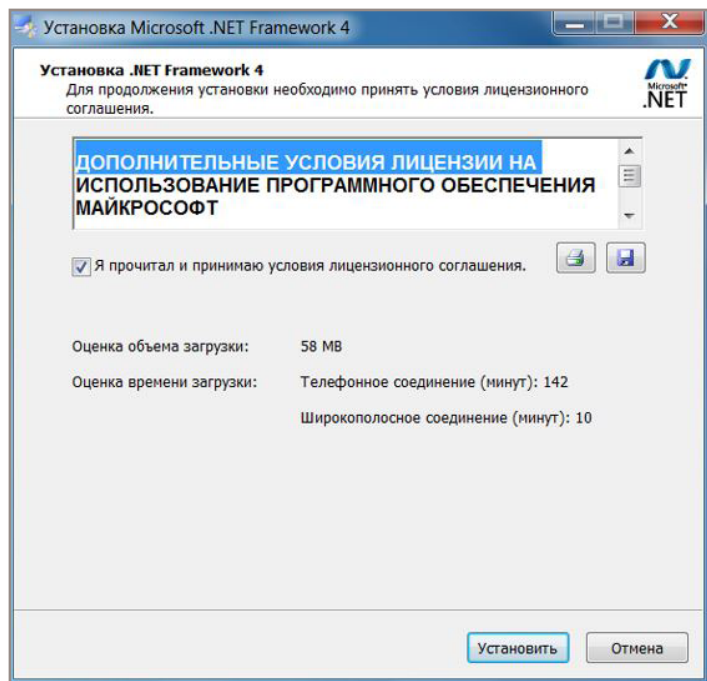 Установка Microsoft .NET Framework 4
Установка .NET Framework 4
Для продолжения установки необходимо принять условия лицензионного
соглашения.
Microsoft
.NET
ДОПОЛНИТЕЛЬНЫЕ УСЛОВИЯ ЛИЦЕНЗИИ НА
ИСПОЛЬЗОВАНИЕ ПРОГРАММНОГО ОБЕСПЕЧЕНИЯ
МАЙКРОСОФТ
Я прочитал и принимаю условия лицензионного соглашения.
Оценка объема загрузки: 58 MB
Оценка времени загрузки: Телефонное соединение (минут): 142
Широкополосное соединение (минут): 10
Установить Отмена